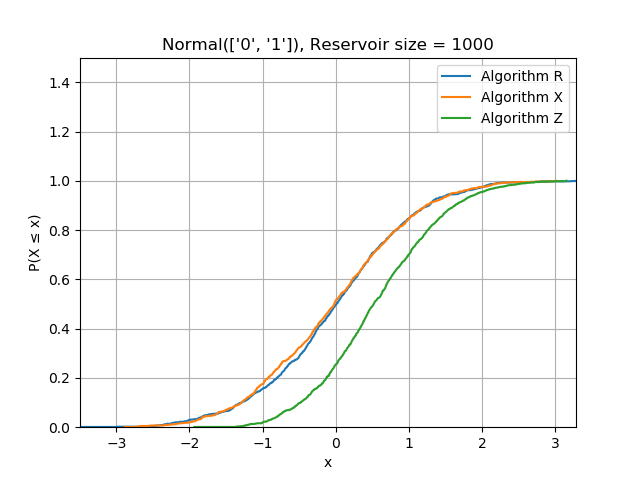 Normal(['0', '1']), Reservoir size = 1000
P(X ≤ x)
1.4
1.2
1.0
0.8
0.6
0.4
0.2
0.0
Algorithm R
Algorithm X
Algorithm Z
−3 −2 −1 0 1 2 3
x